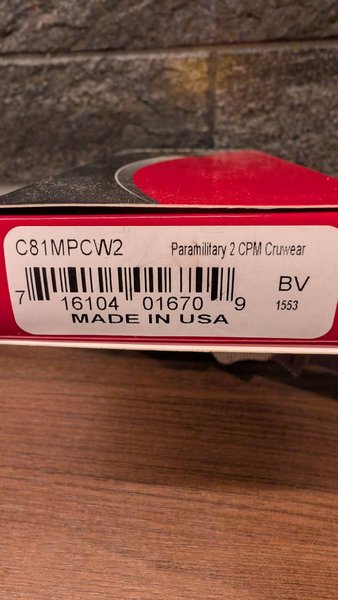 C81MPCW2 Paramilitary 2 CPM Cruwear
BV
7 16104 01670 9 1553
MADE IN USA